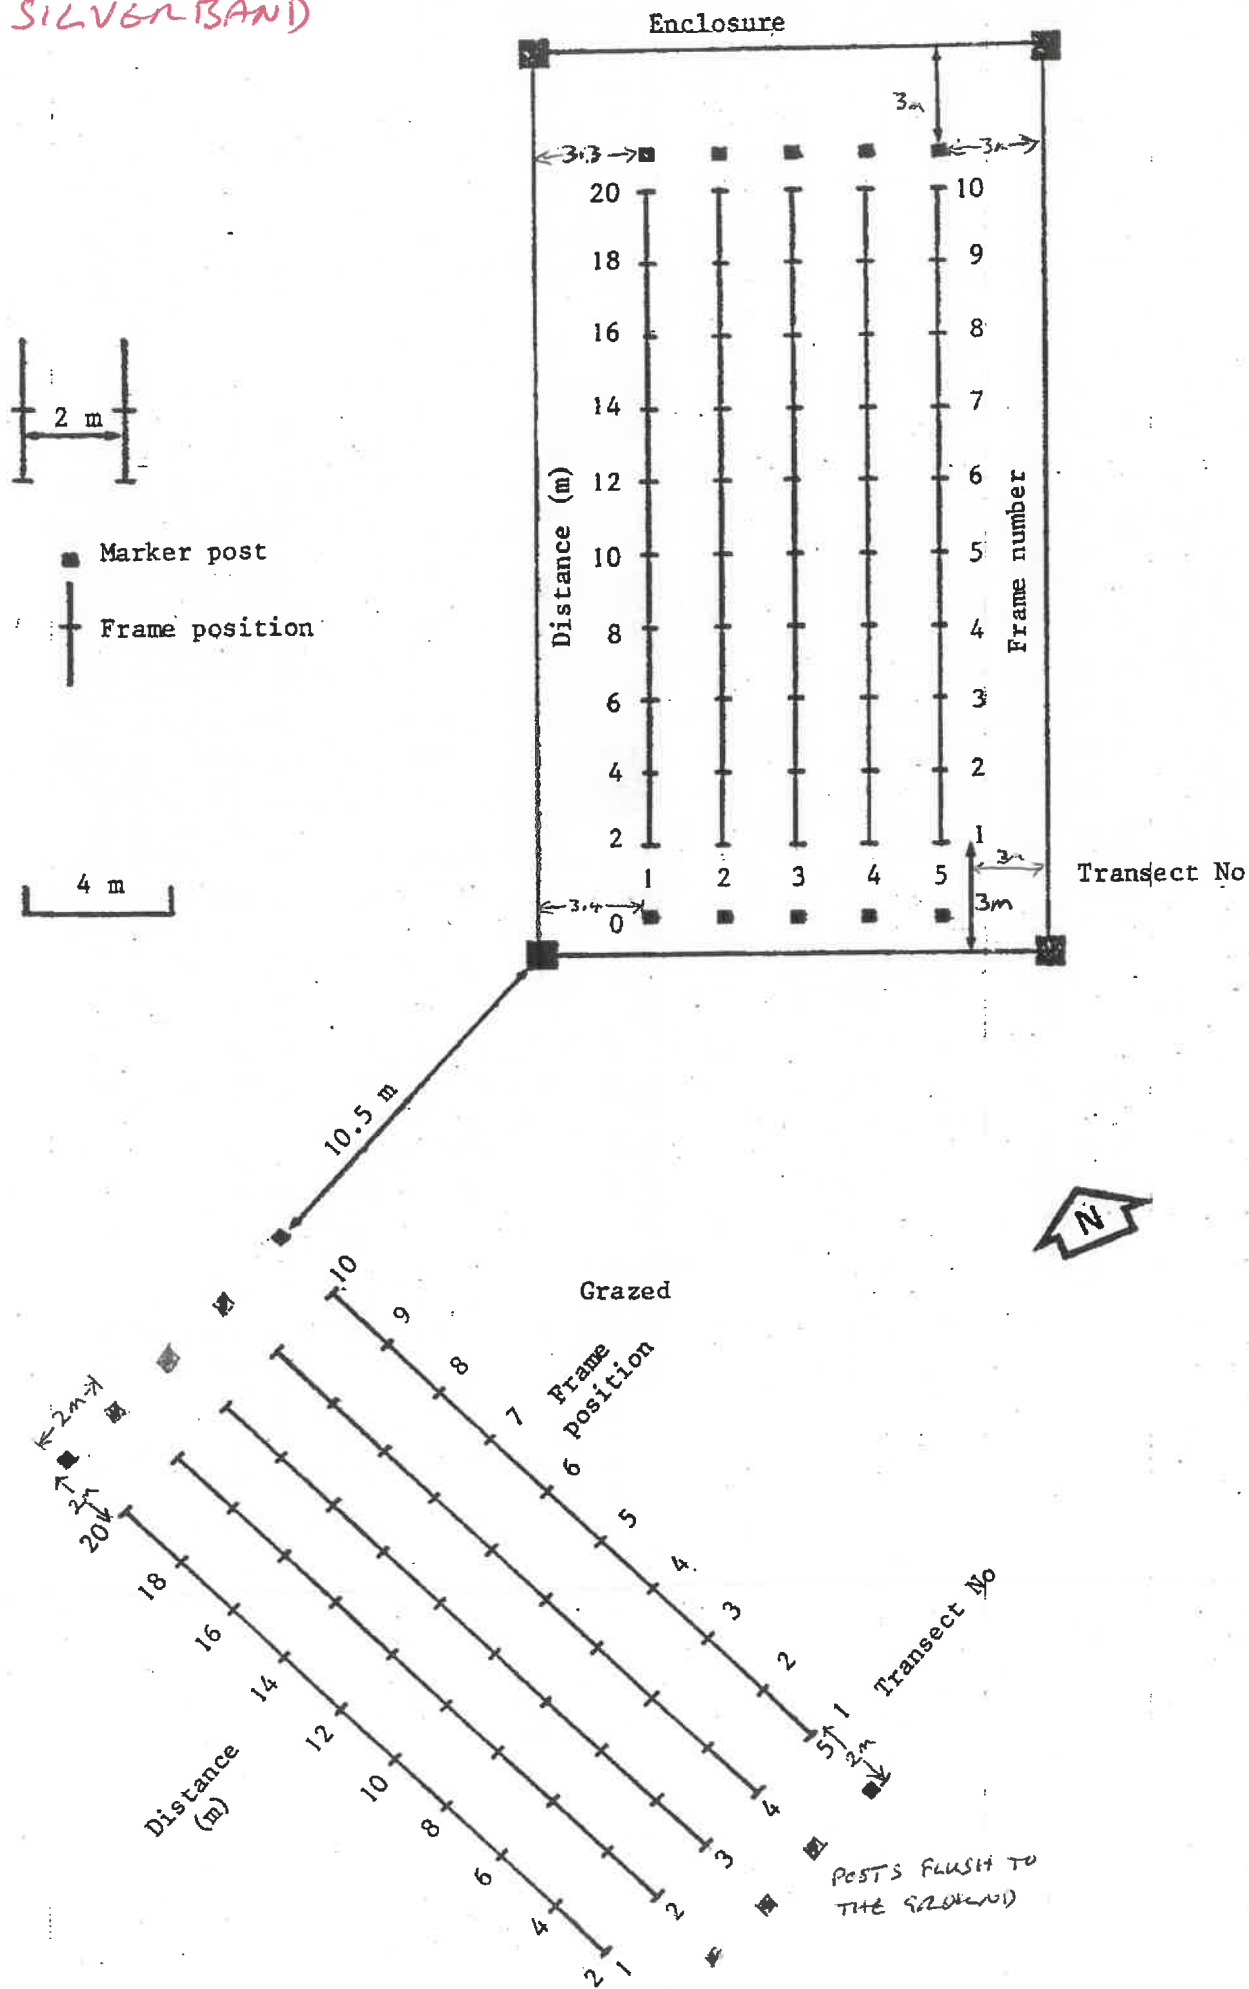 SILVERBAND
Enclosure
3m
3.3
3m
20
10
18
9
16
8
2 m
14
7
12
6
Distance (m)
Frame number
Marker post
10
5
Frame position
8
4
6
3
4
2
2
1
4 m
1 2 3 4 5
Transect No
3m
3.4
3m
0
10.5 m
N
10
Grazed
9
8
Frame
position
7
2m
6
2m
20
5
18
4
16
3
14
2
Transect No
12
1
5
2m
10
4
Distance
(m)
8
3
6
POSTS FLUSH TO
THE GROUND
2
4
1
2